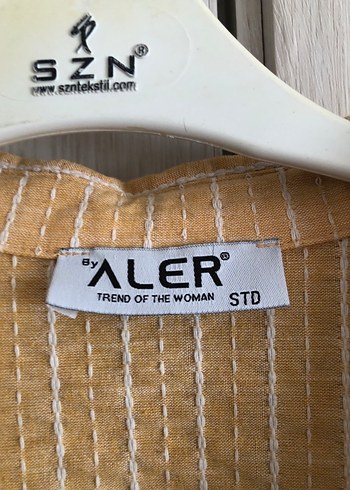 SZN®
www.szntekstil.com
By ALER®
TREND OF THE WOMAN STD